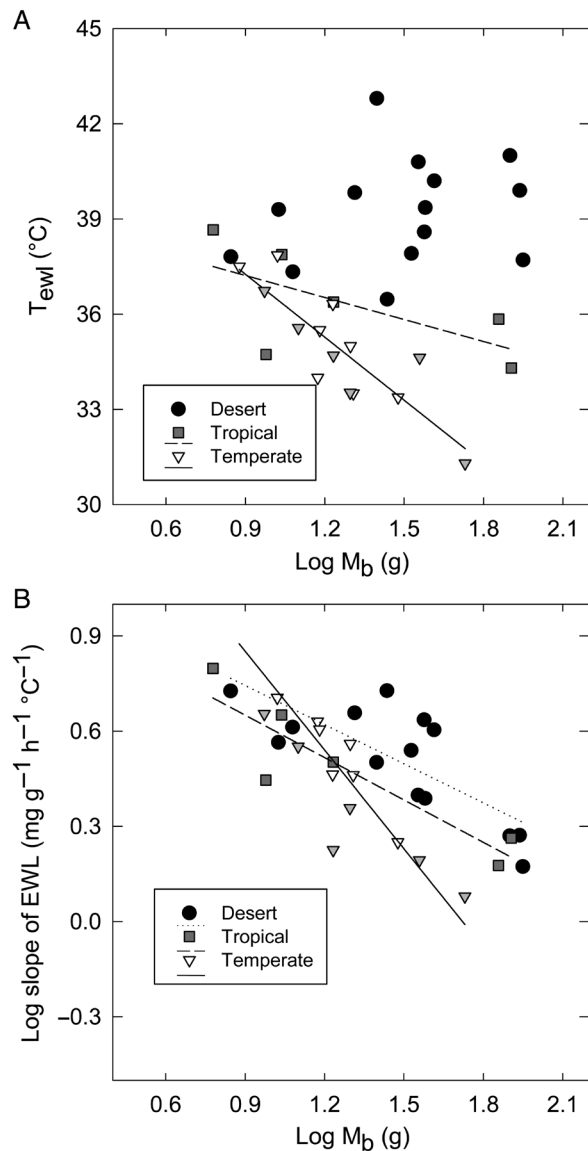 A
45
42
39
36
33
30
T_ewl (°C)
Desert
Tropical
Temperate
0.6 0.9 1.2 1.5 1.8 2.1
Log M_b (g)
B
0.9
0.6
0.3
0.0
−0.3
Log slope of EWL (mg g⁻¹ h⁻¹ °C⁻¹)
Desert
Tropical
Temperate
0.6 0.9 1.2 1.5 1.8 2.1
Log M_b (g)